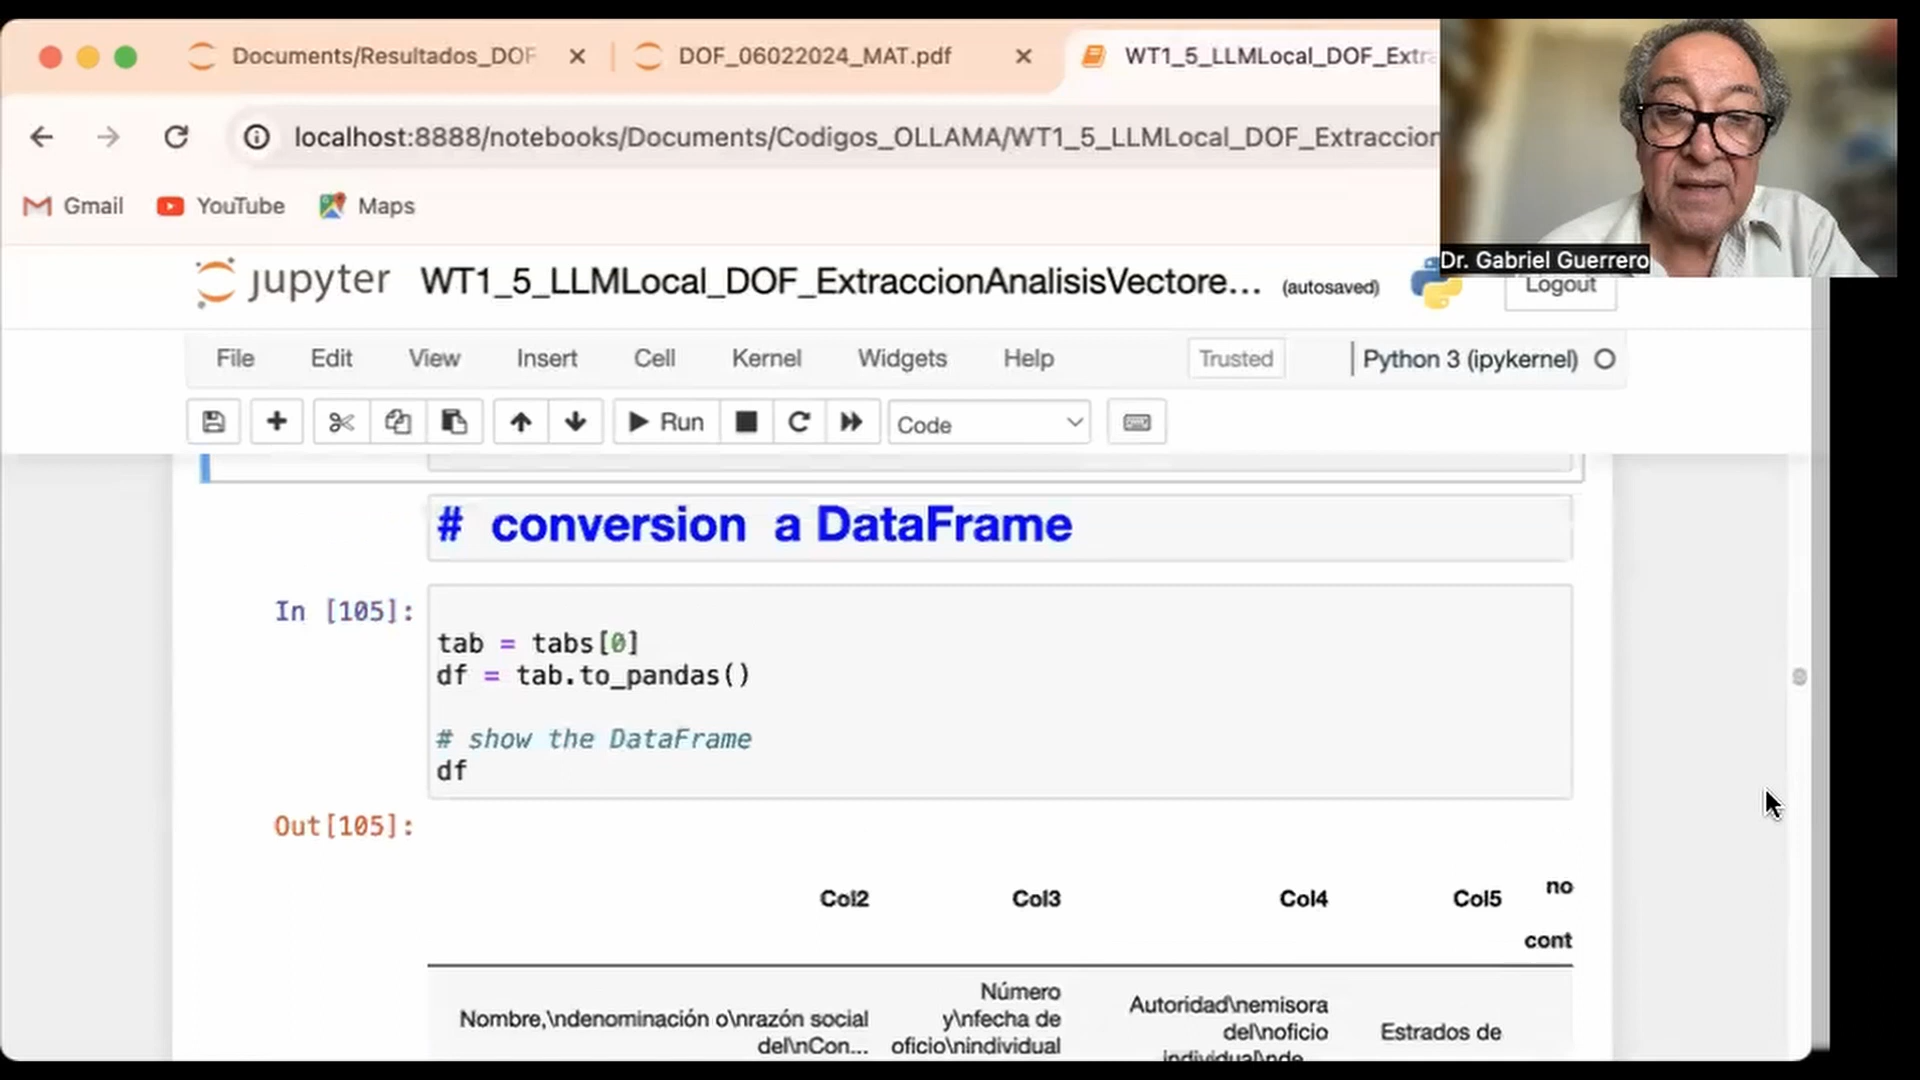 Documents/Resultados_DOF
DOF_06022024_MAT.pdf
WT1_5_LLMLocal_DOF_Extra
localhost:8888/notebooks/Documents/Codigos_OLLAMA/WT1_5_LLMLocal_DOF_Extraccion
Gmail
YouTube
Maps
Dr. Gabriel Guerrero
jupyter
WT1_5_LLMLocal_DOF_ExtraccionAnalisisVectore...
(autosaved)
Logout
File
Edit
View
Insert
Cell
Kernel
Widgets
Help
Trusted
Python 3 (ipykernel)
Run
Code
# conversion a DataFrame
In [105]:
tab = tabs[0]
df = tab.to_pandas()
# show the DataFrame
df
Out[105]:
Col2 Col3 Col4 Col5 no
cont
Nombre,\ndenominación o\nrazón social
del\nCon...
Número
y\nfecha de
oficio\nindividual
Autoridad\nemisora
del\noficio
individual\nde...
Estrados de